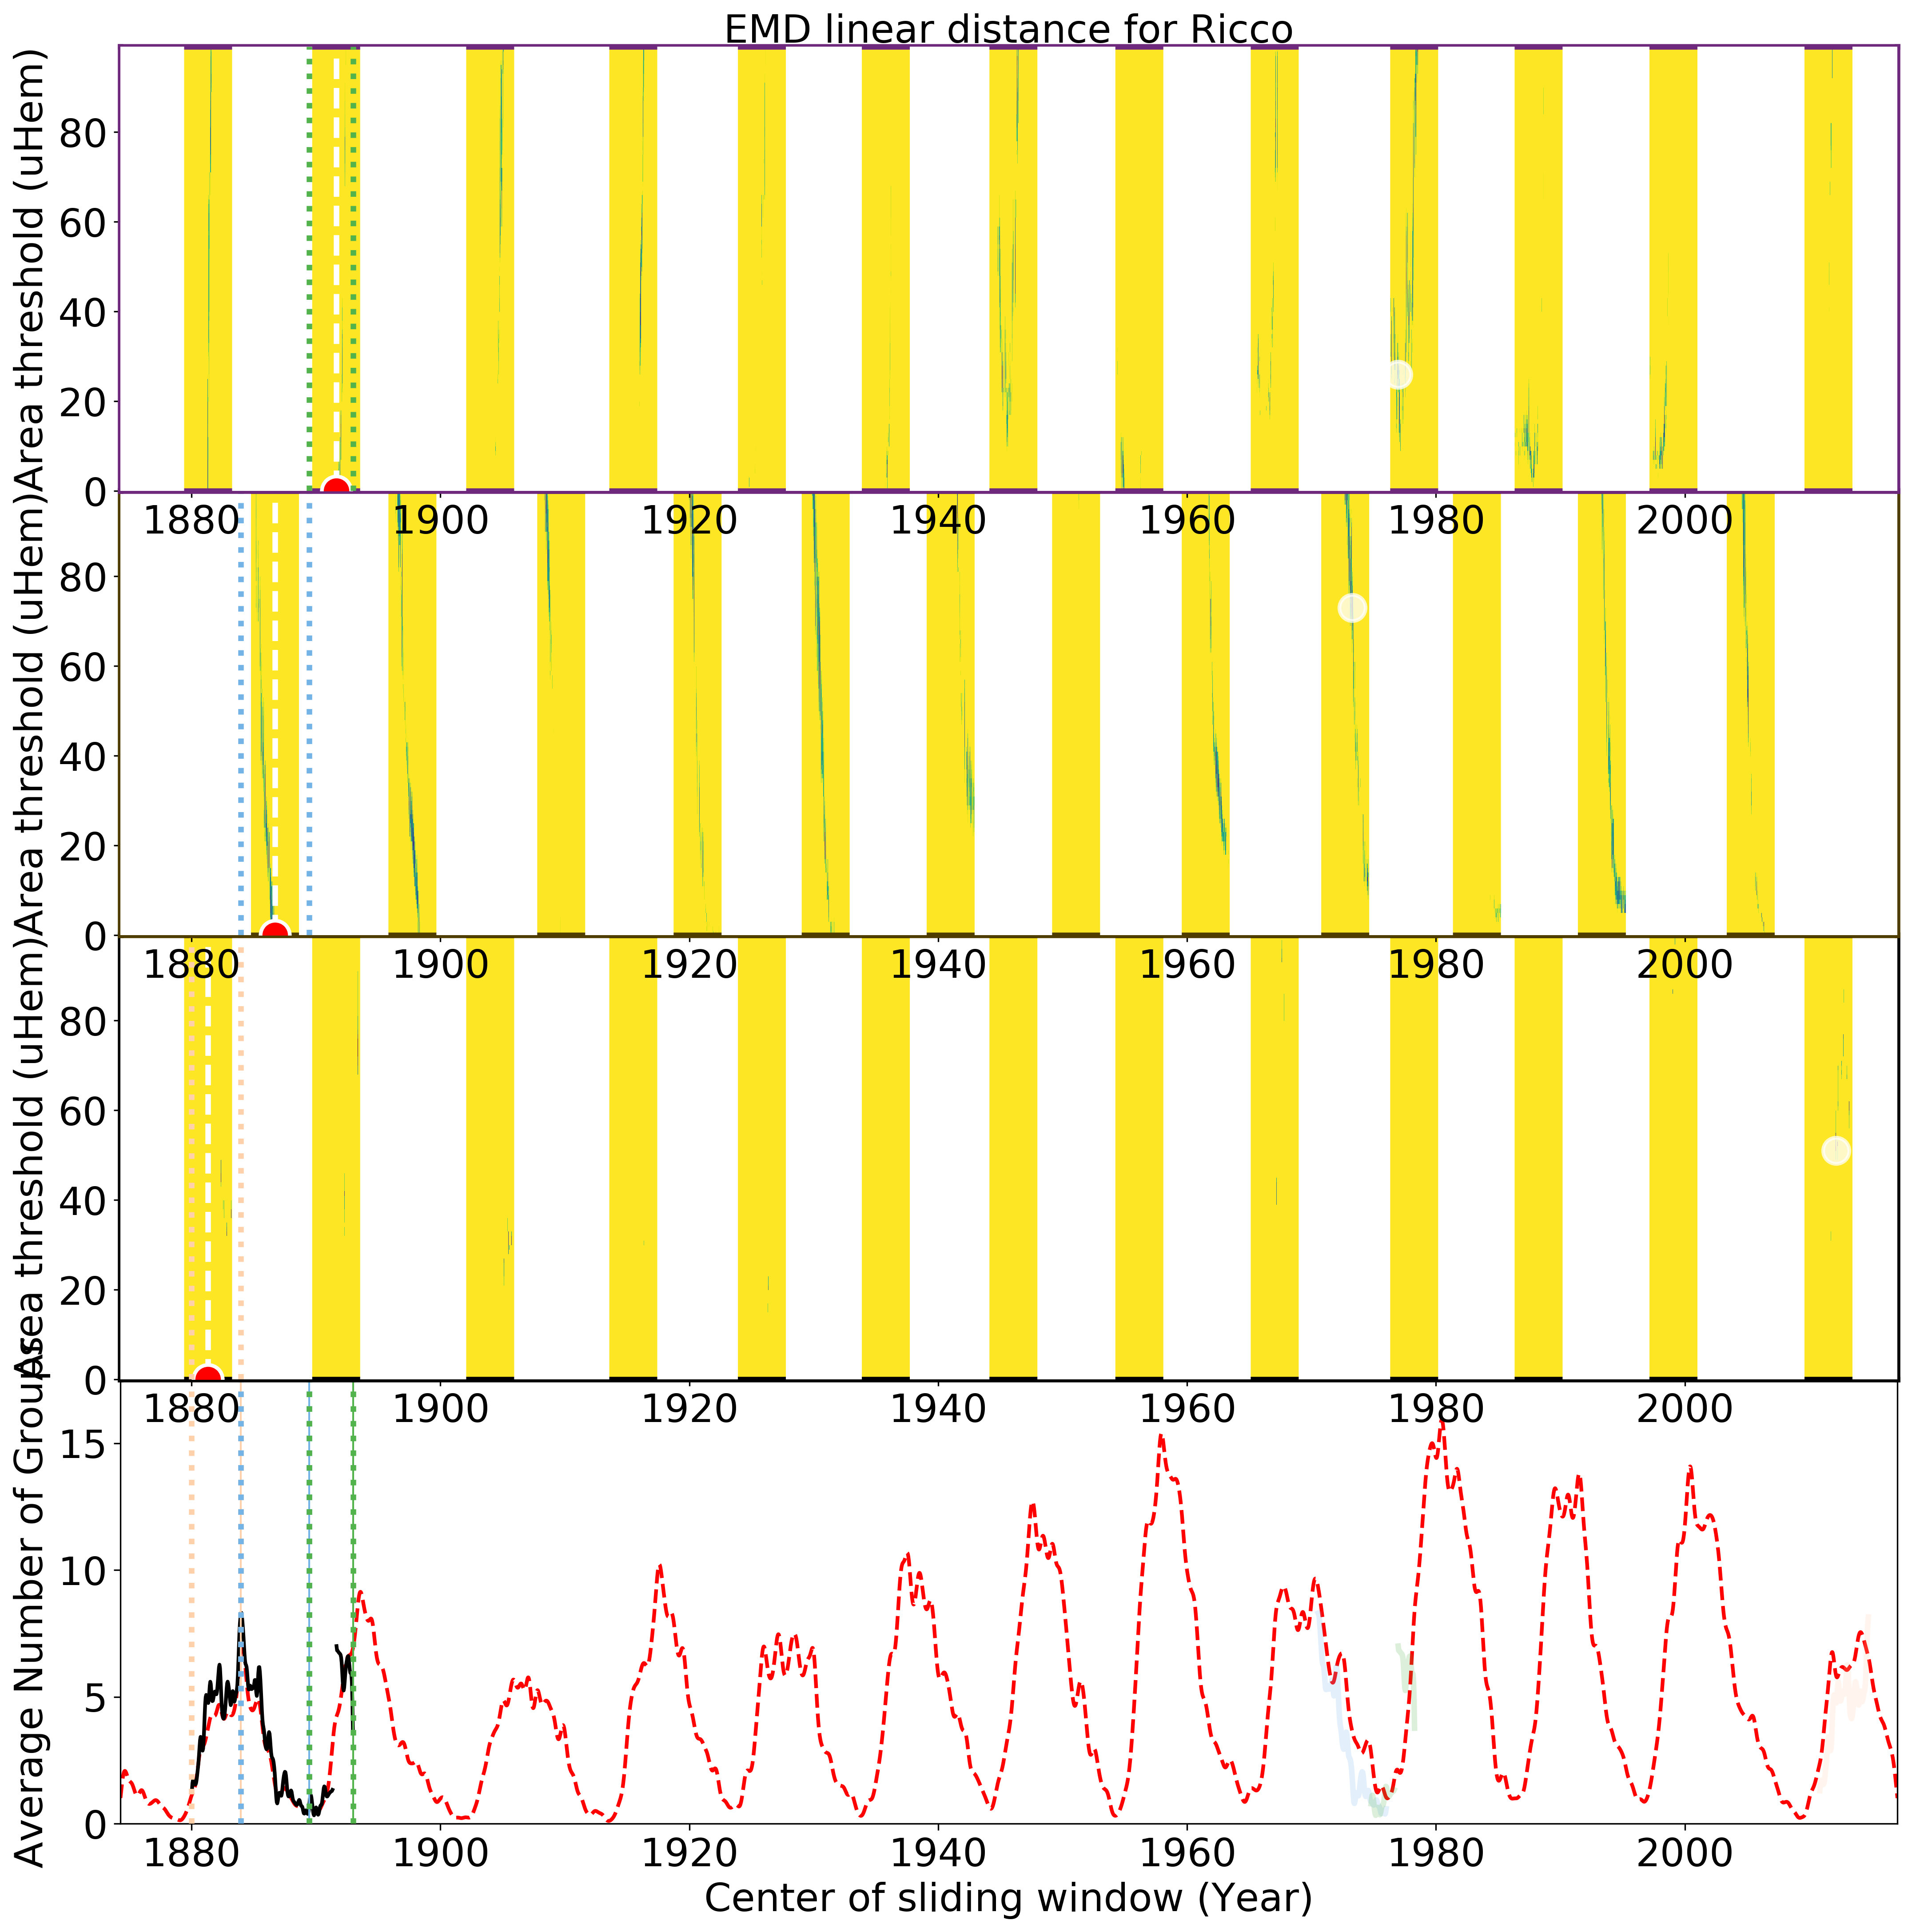 EMD linear distance for Ricco
Area threshold (uHem)
80
60
40
20
0
1880 1900 1920 1940 1960 1980 2000
Area threshold (uHem)
80
60
40
20
0
1880 1900 1920 1940 1960 1980 2000
Area threshold (uHem)
80
60
40
20
0
1880 1900 1920 1940 1960 1980 2000
Average Number of Groups
15
10
5
0
1880 1900 1920 1940 1960 1980 2000
Center of sliding window (Year)